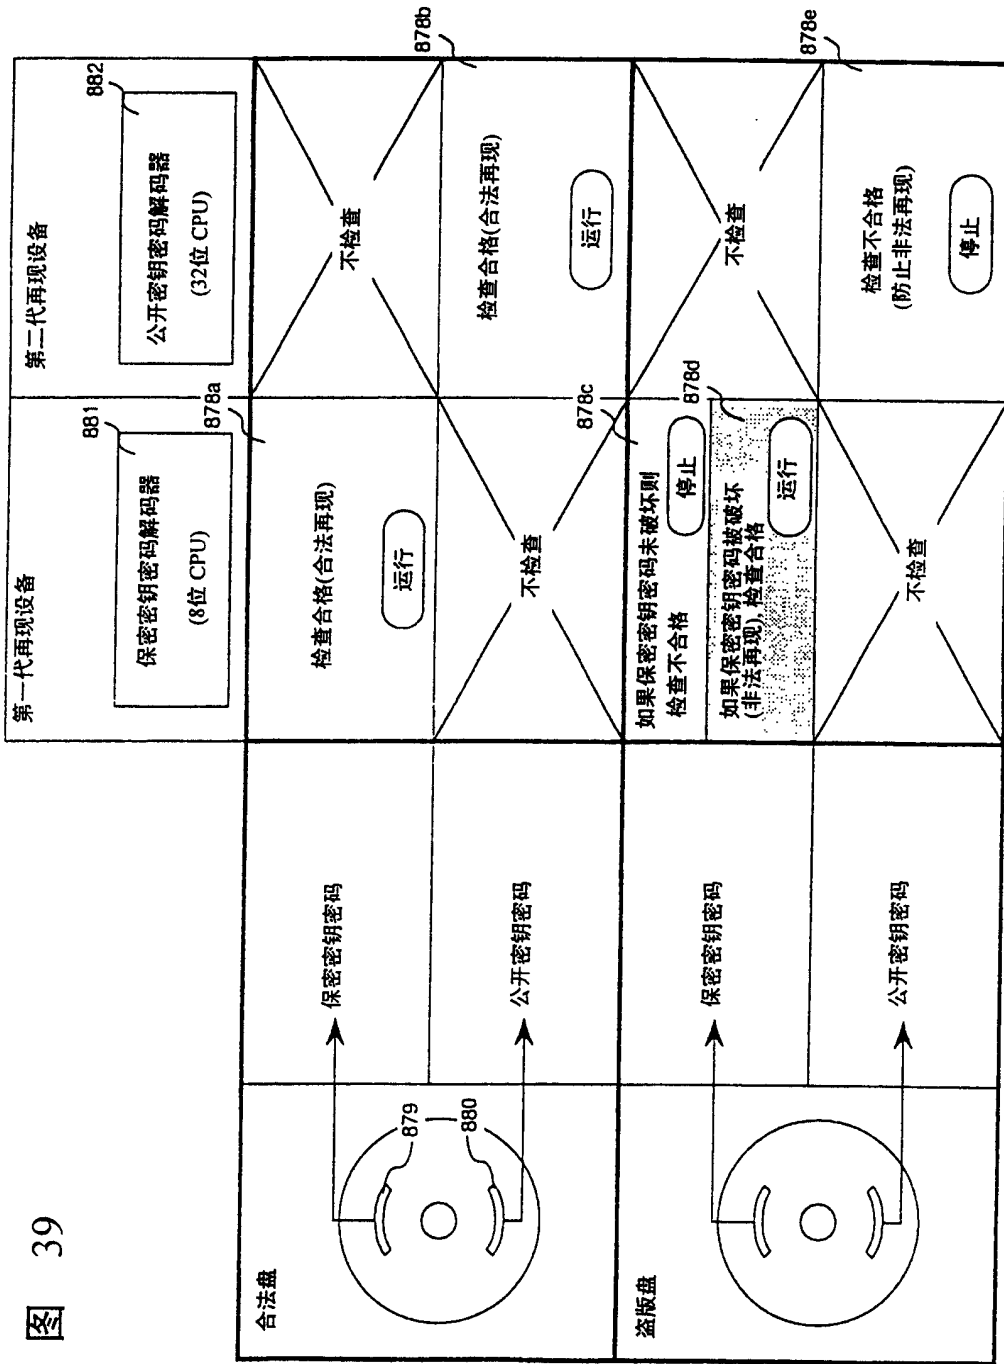 图 39
第一代再现设备
第二代再现设备
881
保密密钥密码解码器
(8位 CPU)
882
公开密钥密码解码器
(32位 CPU)
合法盘
879
880
保密密钥密码
878a
检查合格(合法再现)
运行
不检查
公开密钥密码
不检查
878b
检查合格(合法再现)
运行
盗版盘
保密密钥密码
878c
如果保密密钥密码未破坏则
检查不合格
停止
878d
如果保密密钥密码被破坏
(非法再现),检查合格
运行
不检查
公开密钥密码
不检查
878e
检查不合格
(防止非法再现)
停止